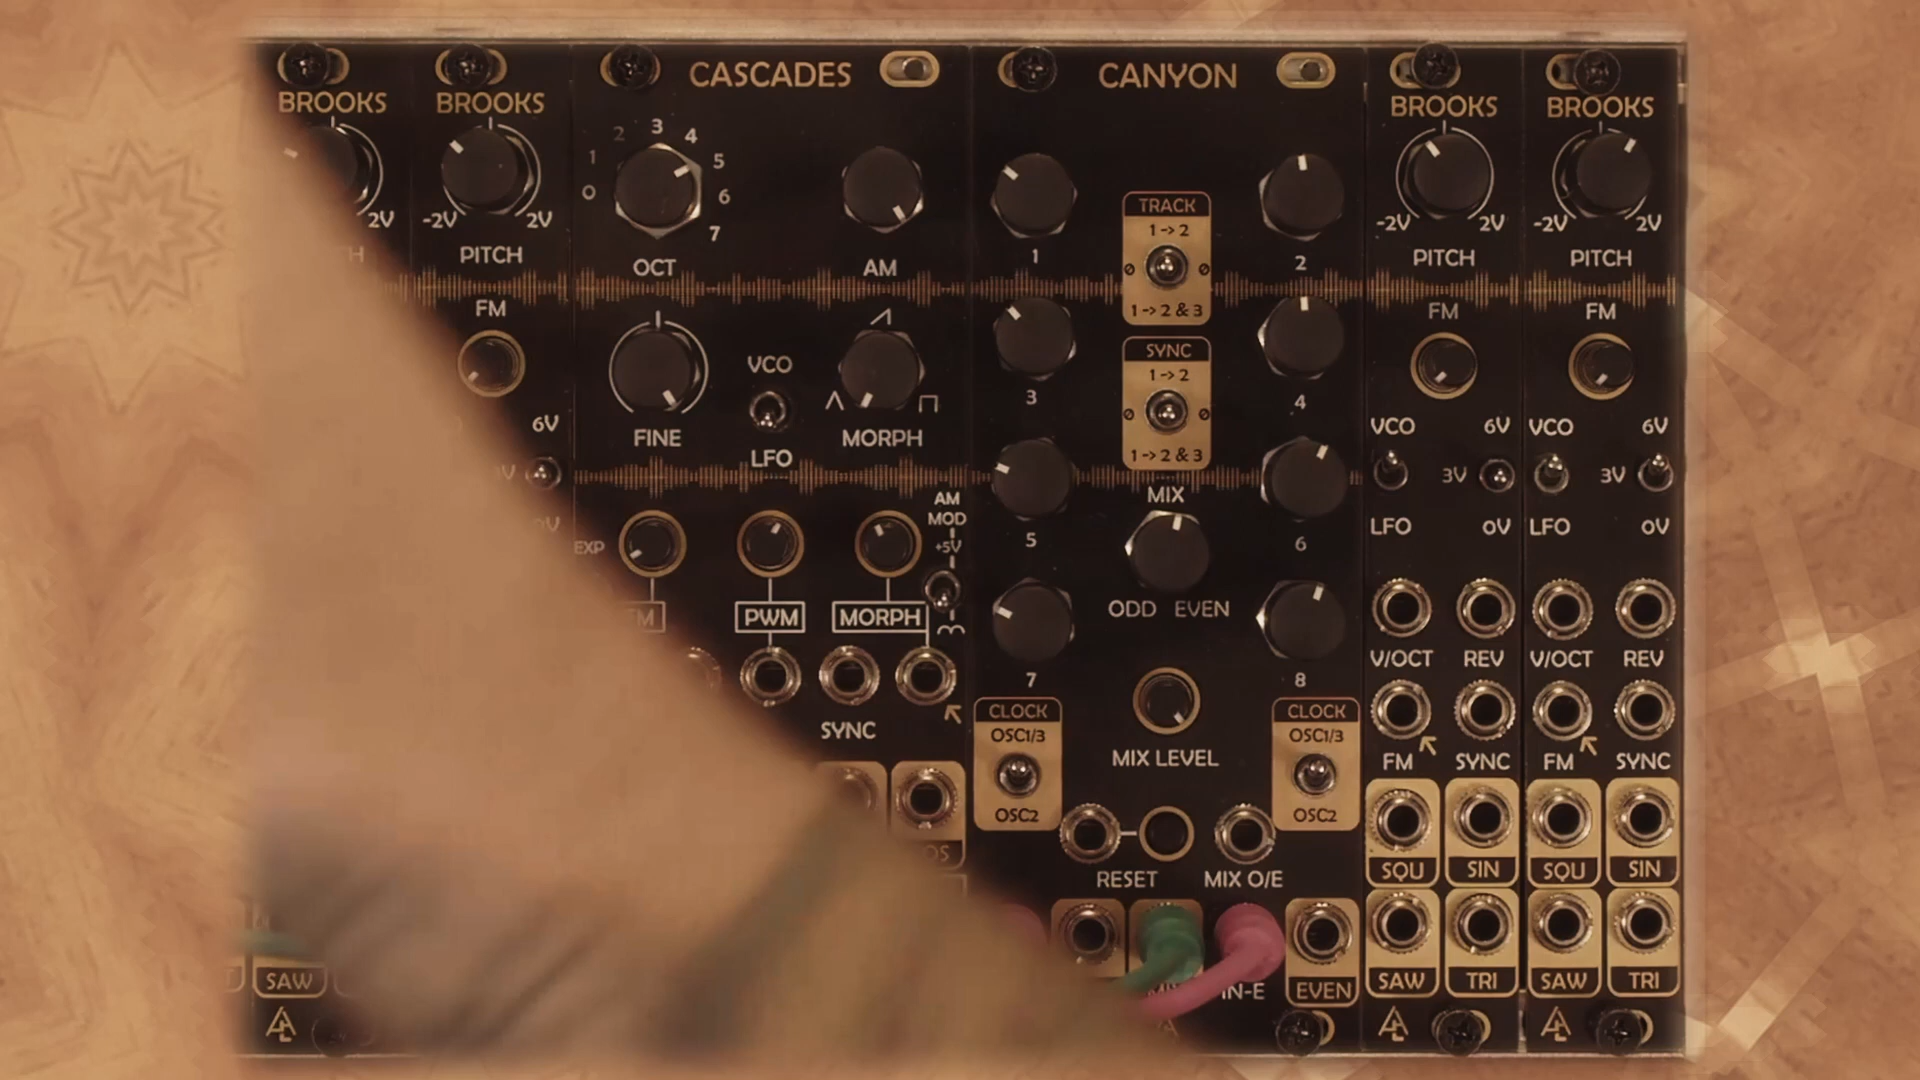 BROOKS
2V
BROOKS
-2V 2V
PITCH
FM
6V
CASCADES
0 1 2 3 4 5 6 7
OCT
AM
FINE
VCO
LFO
MORPH
EXP
AM
MOD
+5V
PWM
MORPH
SYNC
SAW
CANYON
1
2
TRACK
1->2
1->2 & 3
3
4
SYNC
1->2
1->2 & 3
5
6
MIX
ODD EVEN
7
8
MIX LEVEL
CLOCK
OSC1/3
OSC2
CLOCK
OSC1/3
OSC2
RESET
MIX O/E
IN-E
EVEN
BROOKS
-2V 2V
PITCH
FM
VCO 6V
3V
LFO 0V
V/OCT REV
FM SYNC
SQU SIN
SAW TRI
BROOKS
-2V 2V
PITCH
FM
VCO 6V
3V
LFO 0V
V/OCT REV
FM SYNC
SQU SIN
SAW TRI